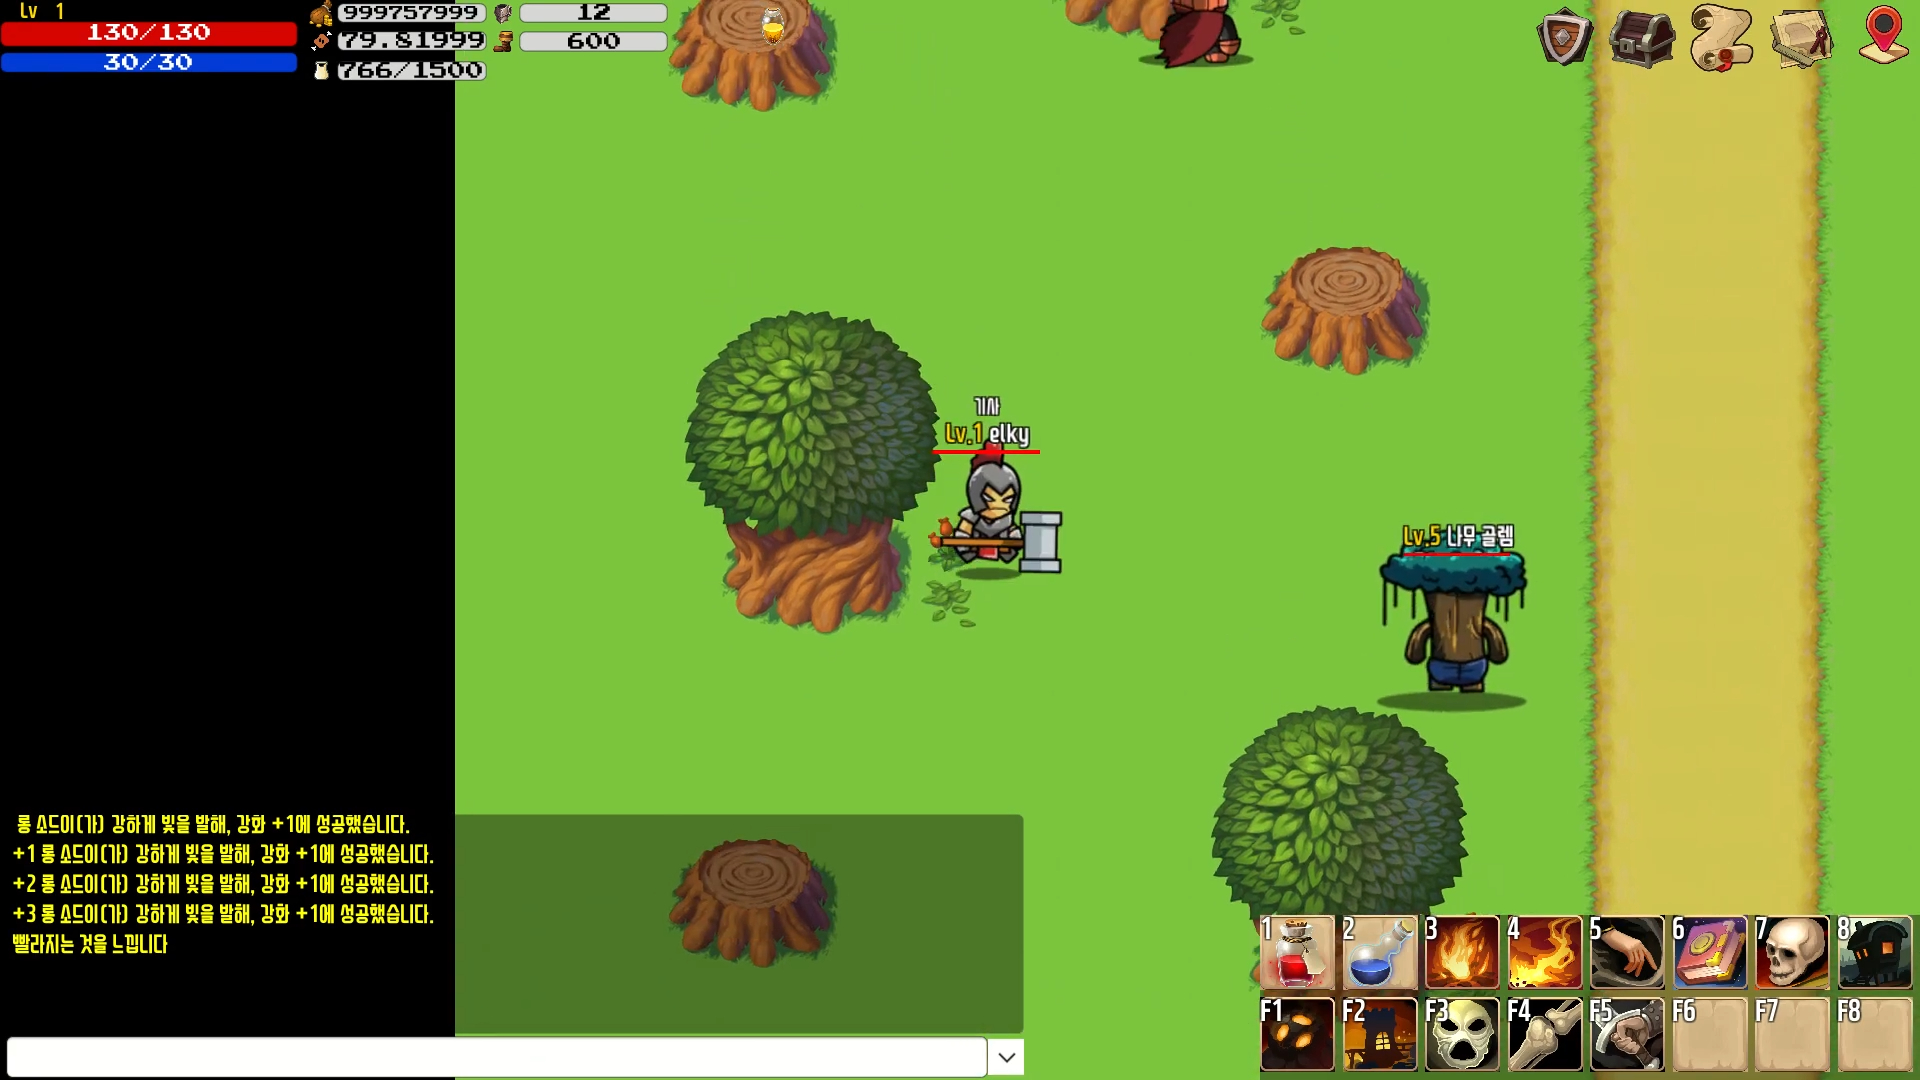 Lv 1
130/130
30/30
999757999
79.81999
766/1500
12
600
기사
Lv.1 elky
Lv.5 나무 골렘
롱 소드이(가) 강하게 빛을 발해, 강화 +1에 성공했습니다.
+1 롱 소드이(가) 강하게 빛을 발해, 강화 +1에 성공했습니다.
+2 롱 소드이(가) 강하게 빛을 발해, 강화 +1에 성공했습니다.
+3 롱 소드이(가) 강하게 빛을 발해, 강화 +1에 성공했습니다.
빨라지는 것을 느낍니다
1 2 3 4 5 6 7 8
F1 F2 F3 F4 F5 F6 F7 F8